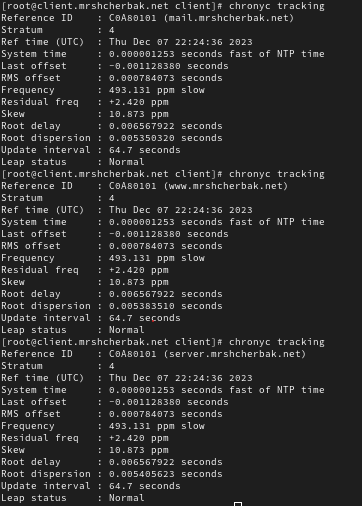 [root@client.mrshcherbak.net client]# chronyc tracking
Reference ID    : C0A80101 (mail.mrshcherbak.net)
Stratum         : 4
Ref time (UTC)  : Thu Dec 07 22:24:36 2023
System time     : 0.000001253 seconds fast of NTP time
Last offset     : -0.001128380 seconds
RMS offset      : 0.000784073 seconds
Frequency       : 493.131 ppm slow
Residual freq   : +2.420 ppm
Skew            : 10.873 ppm
Root delay      : 0.006567922 seconds
Root dispersion : 0.005350320 seconds
Update interval : 64.7 seconds
Leap status     : Normal
[root@client.mrshcherbak.net client]# chronyc tracking
Reference ID    : C0A80101 (www.mrshcherbak.net)
Stratum         : 4
Ref time (UTC)  : Thu Dec 07 22:24:36 2023
System time     : 0.000001253 seconds fast of NTP time
Last offset     : -0.001128380 seconds
RMS offset      : 0.000784073 seconds
Frequency       : 493.131 ppm slow
Residual freq   : +2.420 ppm
Skew            : 10.873 ppm
Root delay      : 0.006567922 seconds
Root dispersion : 0.005383510 seconds
Update interval : 64.7 seconds
Leap status     : Normal
[root@client.mrshcherbak.net client]# chronyc tracking
Reference ID    : C0A80101 (server.mrshcherbak.net)
Stratum         : 4
Ref time (UTC)  : Thu Dec 07 22:24:36 2023
System time     : 0.000001253 seconds fast of NTP time
Last offset     : -0.001128380 seconds
RMS offset      : 0.000784073 seconds
Frequency       : 493.131 ppm slow
Residual freq   : +2.420 ppm
Skew            : 10.873 ppm
Root delay      : 0.006567922 seconds
Root dispersion : 0.005405623 seconds
Update interval : 64.7 seconds
Leap status     : Normal